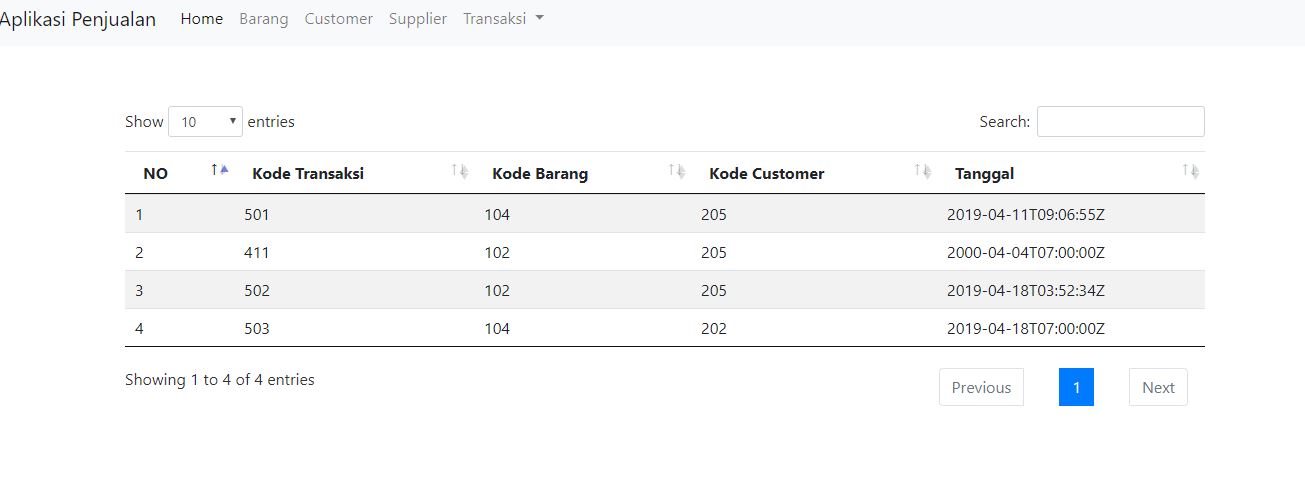 Aplikasi Penjualan Home Barang Customer Supplier Transaksi
Show 10 entries Search:
NO Kode Transaksi Kode Barang Kode Customer Tanggal
1 501 104 205 2019-04-11T09:06:55Z
2 411 102 205 2000-04-04T07:00:00Z
3 502 102 205 2019-04-18T03:52:34Z
4 503 104 202 2019-04-18T07:00:00Z
Showing 1 to 4 of 4 entries Previous 1 Next